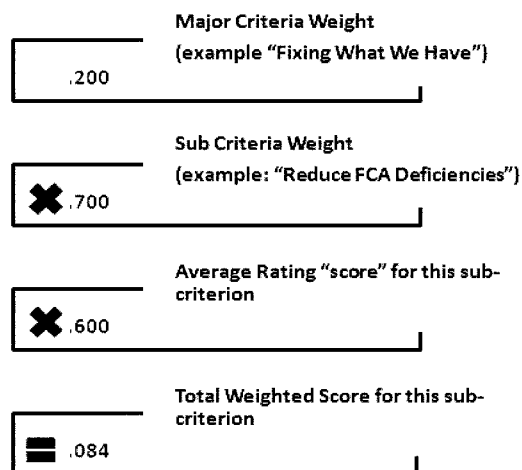 Major Criteria Weight
(example “Fixing What We Have”)
.200
Sub Criteria Weight
(example: “Reduce FCA Deficiencies”)
.700
Average Rating “score” for this sub-
criterion
.600
Total Weighted Score for this sub-
criterion
.084